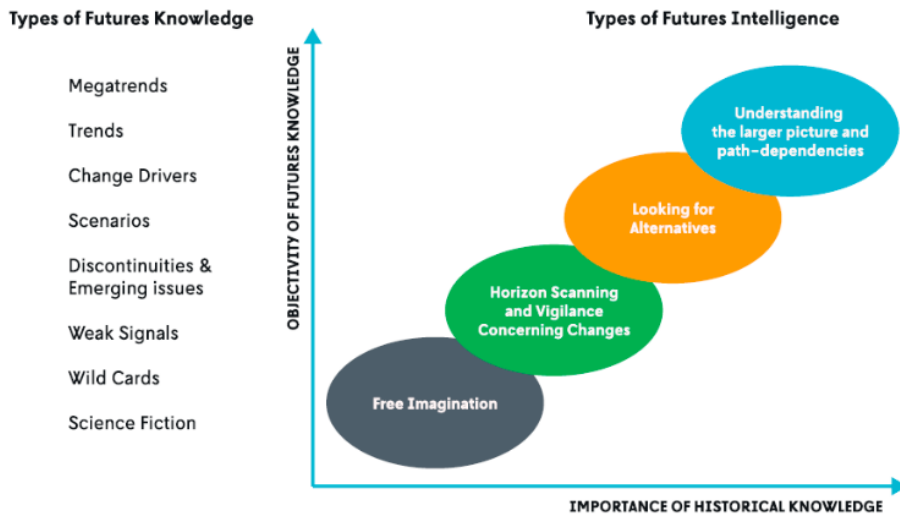 Types of Futures Knowledge
Types of Futures Intelligence
Megatrends
Trends
Change Drivers
Scenarios
Discontinuities &
Emerging issues
Weak Signals
Wild Cards
Science Fiction
OBJECTIVITY OF FUTURES KNOWLEDGE
Understanding
the larger picture and
path-dependencies
Looking for
Alternatives
Horizon Scanning
and Vigilance
Concerning Changes
Free Imagination
IMPORTANCE OF HISTORICAL KNOWLEDGE